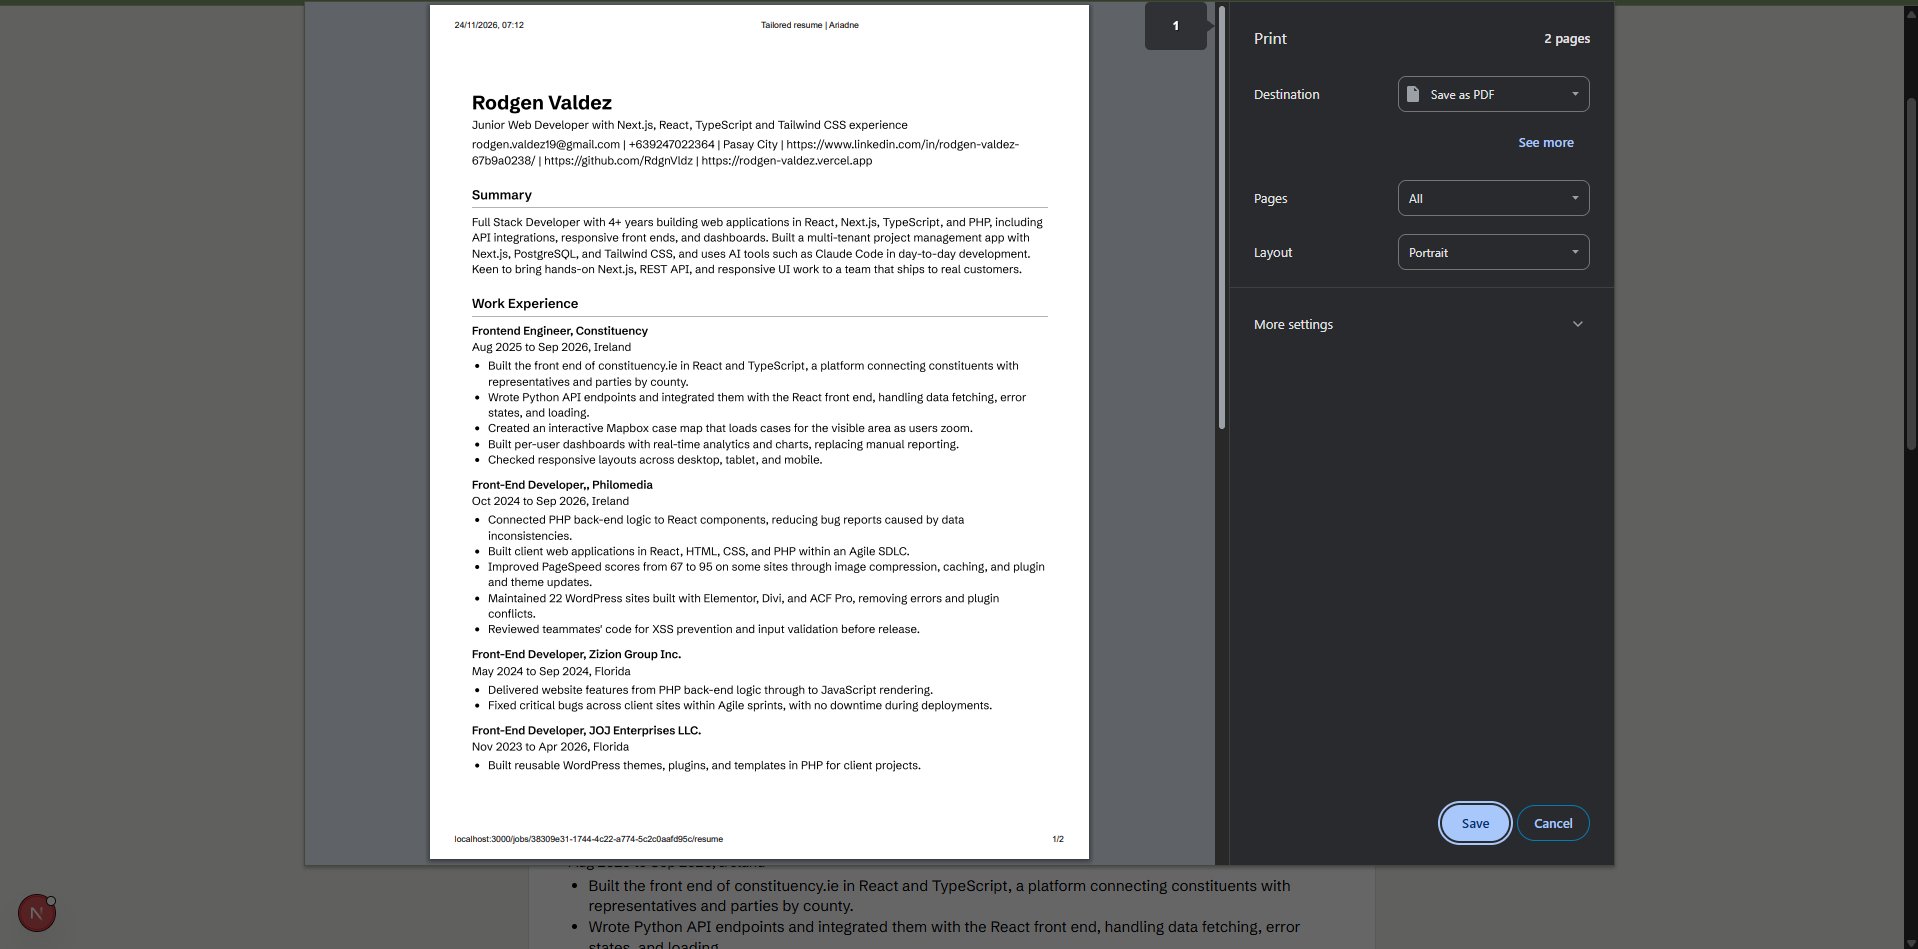 24/11/2026, 07:12
Tailored resume | Ariadne
Rodgen Valdez
Junior Web Developer with Next.js, React, TypeScript and Tailwind CSS experience
rodgen.valdez19@gmail.com | +639247022364 | Pasay City | https://www.linkedin.com/in/rodgen-valdez-
67b9a0238/ | https://github.com/RdgnVldz | https://rodgen-valdez.vercel.app
Summary
Full Stack Developer with 4+ years building web applications in React, Next.js, TypeScript, and PHP, including
API integrations, responsive front ends, and dashboards. Built a multi-tenant project management app with
Next.js, PostgreSQL, and Tailwind CSS, and uses AI tools such as Claude Code in day-to-day development.
Keen to bring hands-on Next.js, REST API, and responsive UI work to a team that ships to real customers.
Work Experience
Frontend Engineer, Constituency
Aug 2025 to Sep 2026, Ireland
• Built the front end of constituency.ie in React and TypeScript, a platform connecting constituents with
representatives and parties by county.
• Wrote Python API endpoints and integrated them with the React front end, handling data fetching, error
states, and loading.
• Created an interactive Mapbox case map that loads cases for the visible area as users zoom.
• Built per-user dashboards with real-time analytics and charts, replacing manual reporting.
• Checked responsive layouts across desktop, tablet, and mobile.
Front-End Developer,, Philomedia
Oct 2024 to Sep 2026, Ireland
• Connected PHP back-end logic to React components, reducing bug reports caused by data
inconsistencies.
• Built client web applications in React, HTML, CSS, and PHP within an Agile SDLC.
• Improved PageSpeed scores from 67 to 95 on some sites through image compression, caching, and plugin
and theme updates.
• Maintained 22 WordPress sites built with Elementor, Divi, and ACF Pro, removing errors and plugin
conflicts.
• Reviewed teammates' code for XSS prevention and input validation before release.
Front-End Developer, Zizion Group Inc.
May 2024 to Sep 2024, Florida
• Delivered website features from PHP back-end logic through to JavaScript rendering.
• Fixed critical bugs across client sites within Agile sprints, with no downtime during deployments.
Front-End Developer, JOJ Enterprises LLC.
Nov 2023 to Apr 2026, Florida
• Built reusable WordPress themes, plugins, and templates in PHP for client projects.
localhost:3000/jobs/38309e31-1744-4c22-a774-5c2c0aafd95c/resume
1/2
1
Print
2 pages
Destination
Save as PDF
See more
Pages
All
Layout
Portrait
More settings
Save
Cancel
Aug 2025 to Sep 2026, Ireland
• Built the front end of constituency.ie in React and TypeScript, a platform connecting constituents with
representatives and parties by county.
• Wrote Python API endpoints and integrated them with the React front end, handling data fetching, error
states, and loading.
N